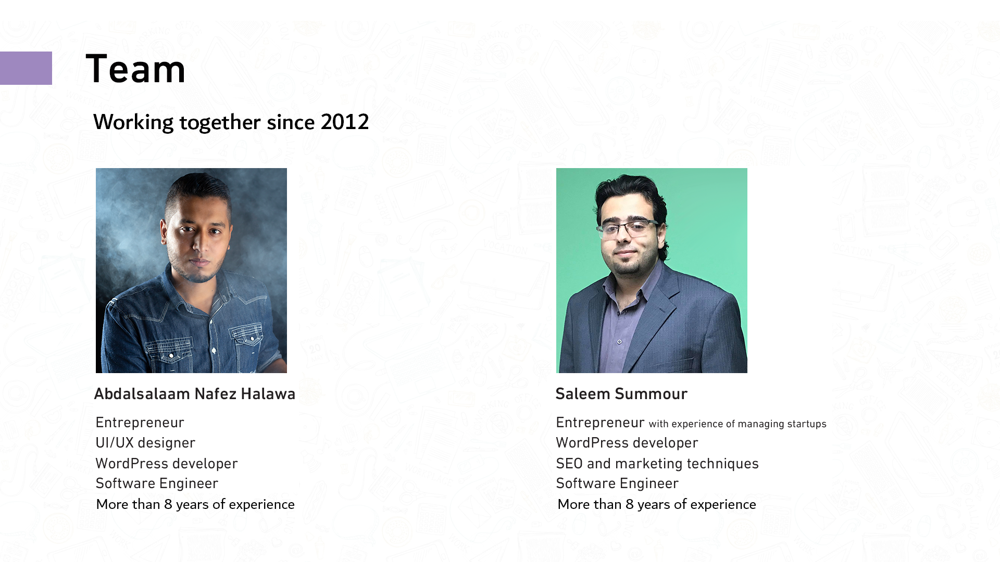 Team
Working together since 2012
Abdalsalaam Nafez Halawa
Entrepreneur
UI/UX designer
WordPress developer
Software Engineer
More than 8 years of experience
Saleem Summour
Entrepreneur with experience of managing startups
WordPress developer
SEO and marketing techniques
Software Engineer
More than 8 years of experience